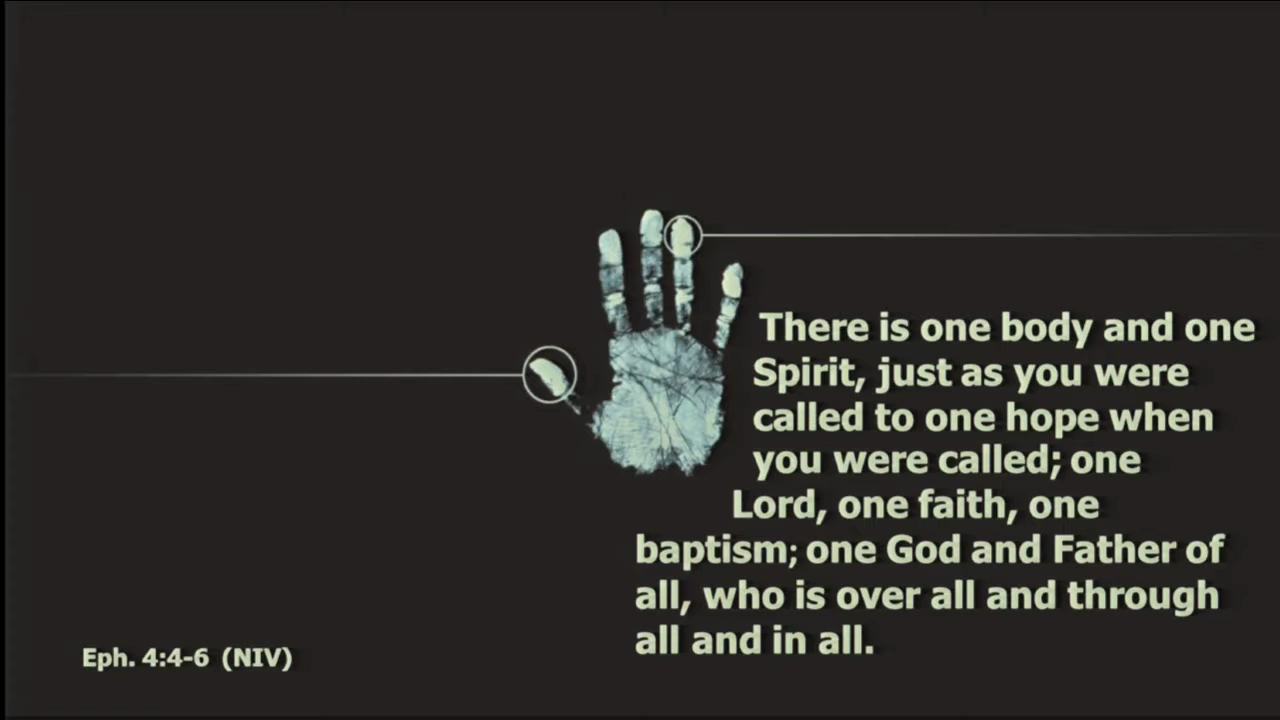 There is one body and one
Spirit, just as you were
called to one hope when
you were called; one
Lord, one faith, one
baptism; one God and Father of
all, who is over all and through
all and in all.
Eph. 4:4-6 (NIV)